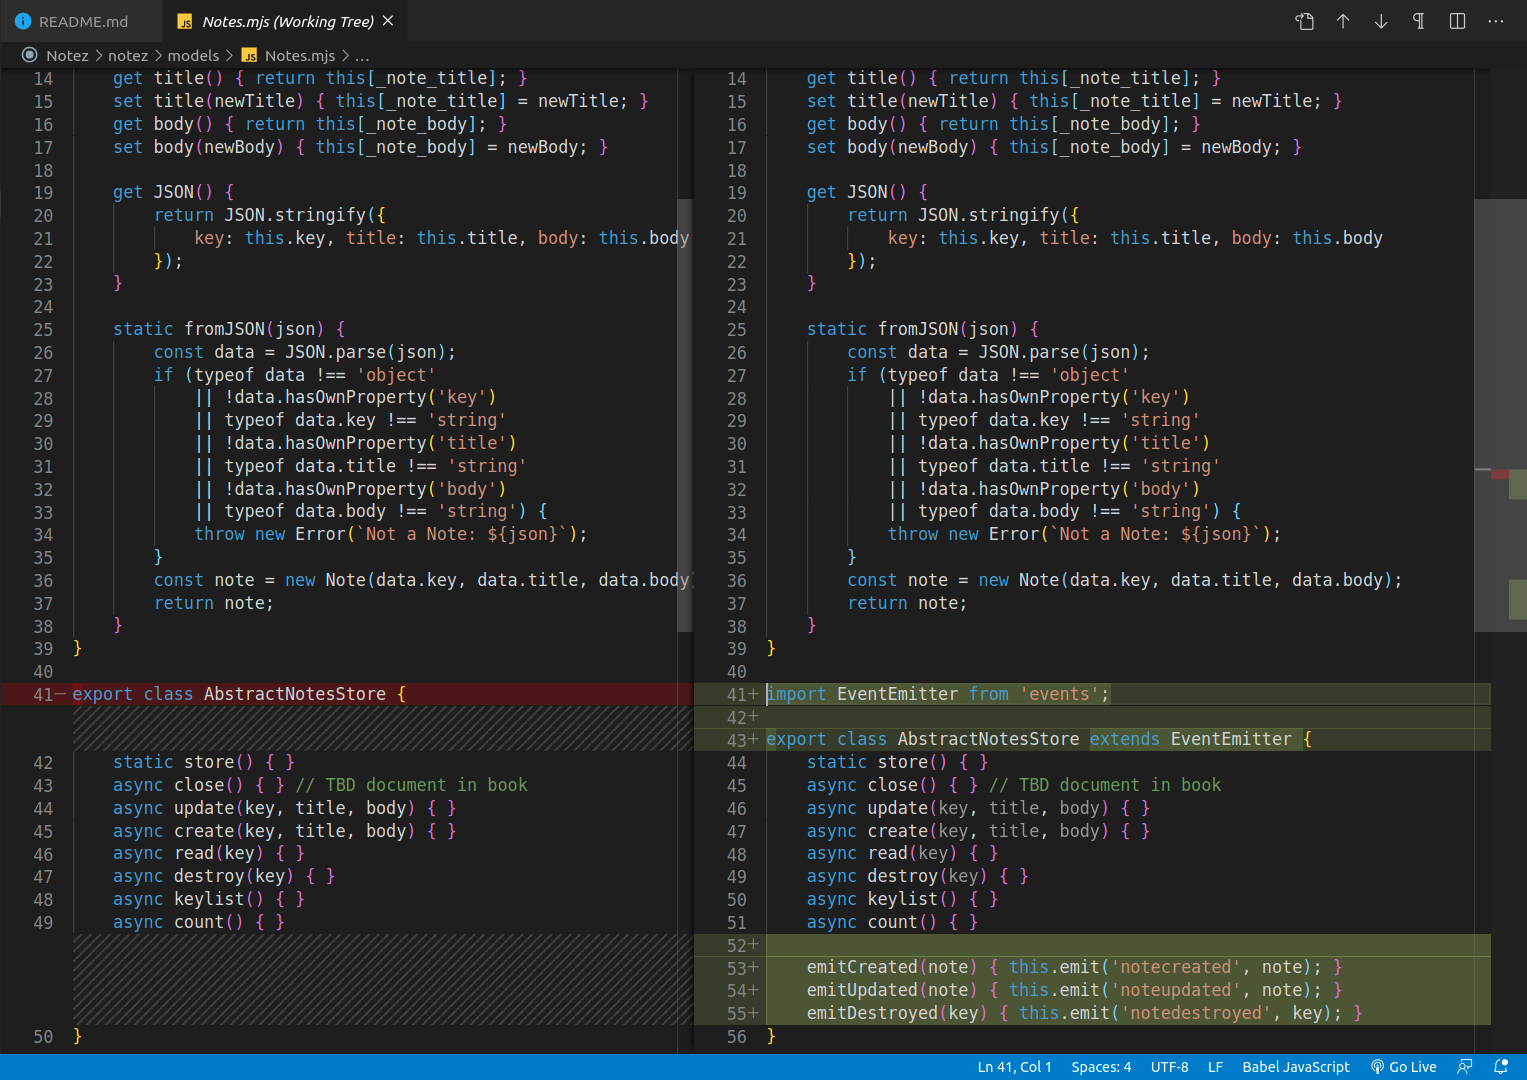 README.md JS Notes.mjs (Working Tree)
Notez > notez > models > JS Notes.mjs > ...
14 get title() { return this[_note_title]; }
15 set title(newTitle) { this[_note_title] = newTitle; }
16 get body() { return this[_note_body]; }
17 set body(newBody) { this[_note_body] = newBody; }
18
19 get JSON() {
20 return JSON.stringify({
21 key: this.key, title: this.title, body: this.body
22 });
23 }
24
25 static fromJSON(json) {
26 const data = JSON.parse(json);
27 if (typeof data !== 'object'
28 || !data.hasOwnProperty('key')
29 || typeof data.key !== 'string'
30 || !data.hasOwnProperty('title')
31 || typeof data.title !== 'string'
32 || !data.hasOwnProperty('body')
33 || typeof data.body !== 'string') {
34 throw new Error(`Not a Note: ${json}`);
35 }
36 const note = new Note(data.key, data.title, data.body)
37 return note;
38 }
39 }
40
41— export class AbstractNotesStore {
42 static store() { }
43 async close() { } // TBD document in book
44 async update(key, title, body) { }
45 async create(key, title, body) { }
46 async read(key) { }
47 async destroy(key) { }
48 async keylist() { }
49 async count() { }
50 }
14 get title() { return this[_note_title]; }
15 set title(newTitle) { this[_note_title] = newTitle; }
16 get body() { return this[_note_body]; }
17 set body(newBody) { this[_note_body] = newBody; }
18
19 get JSON() {
20 return JSON.stringify({
21 key: this.key, title: this.title, body: this.body
22 });
23 }
24
25 static fromJSON(json) {
26 const data = JSON.parse(json);
27 if (typeof data !== 'object'
28 || !data.hasOwnProperty('key')
29 || typeof data.key !== 'string'
30 || !data.hasOwnProperty('title')
31 || typeof data.title !== 'string'
32 || !data.hasOwnProperty('body')
33 || typeof data.body !== 'string') {
34 throw new Error(`Not a Note: ${json}`);
35 }
36 const note = new Note(data.key, data.title, data.body);
37 return note;
38 }
39 }
40
41+ import EventEmitter from 'events';
42+
43+ export class AbstractNotesStore extends EventEmitter {
44 static store() { }
45 async close() { } // TBD document in book
46 async update(key, title, body) { }
47 async create(key, title, body) { }
48 async read(key) { }
49 async destroy(key) { }
50 async keylist() { }
51 async count() { }
52+
53+ emitCreated(note) { this.emit('notecreated', note); }
54+ emitUpdated(note) { this.emit('noteupdated', note); }
55+ emitDestroyed(key) { this.emit('notedestroyed', key); }
56 }
Ln 41, Col 1 Spaces: 4 UTF-8 LF Babel JavaScript Go Live